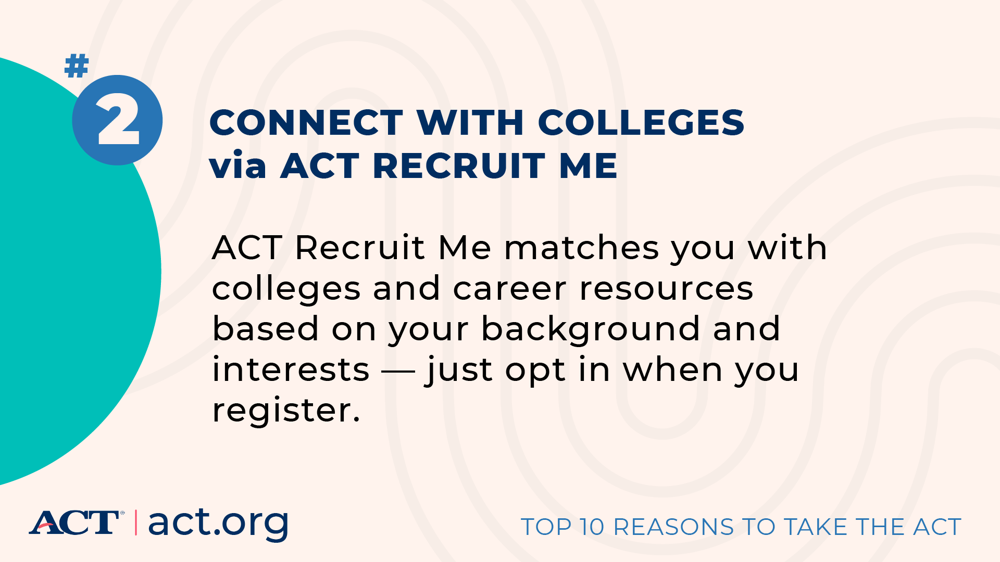 #
2
CONNECT WITH COLLEGES
via ACT RECRUIT ME
ACT Recruit Me matches you with
colleges and career resources
based on your background and
interests — just opt in when you
register.
ACT® | act.org
TOP 10 REASONS TO TAKE THE ACT